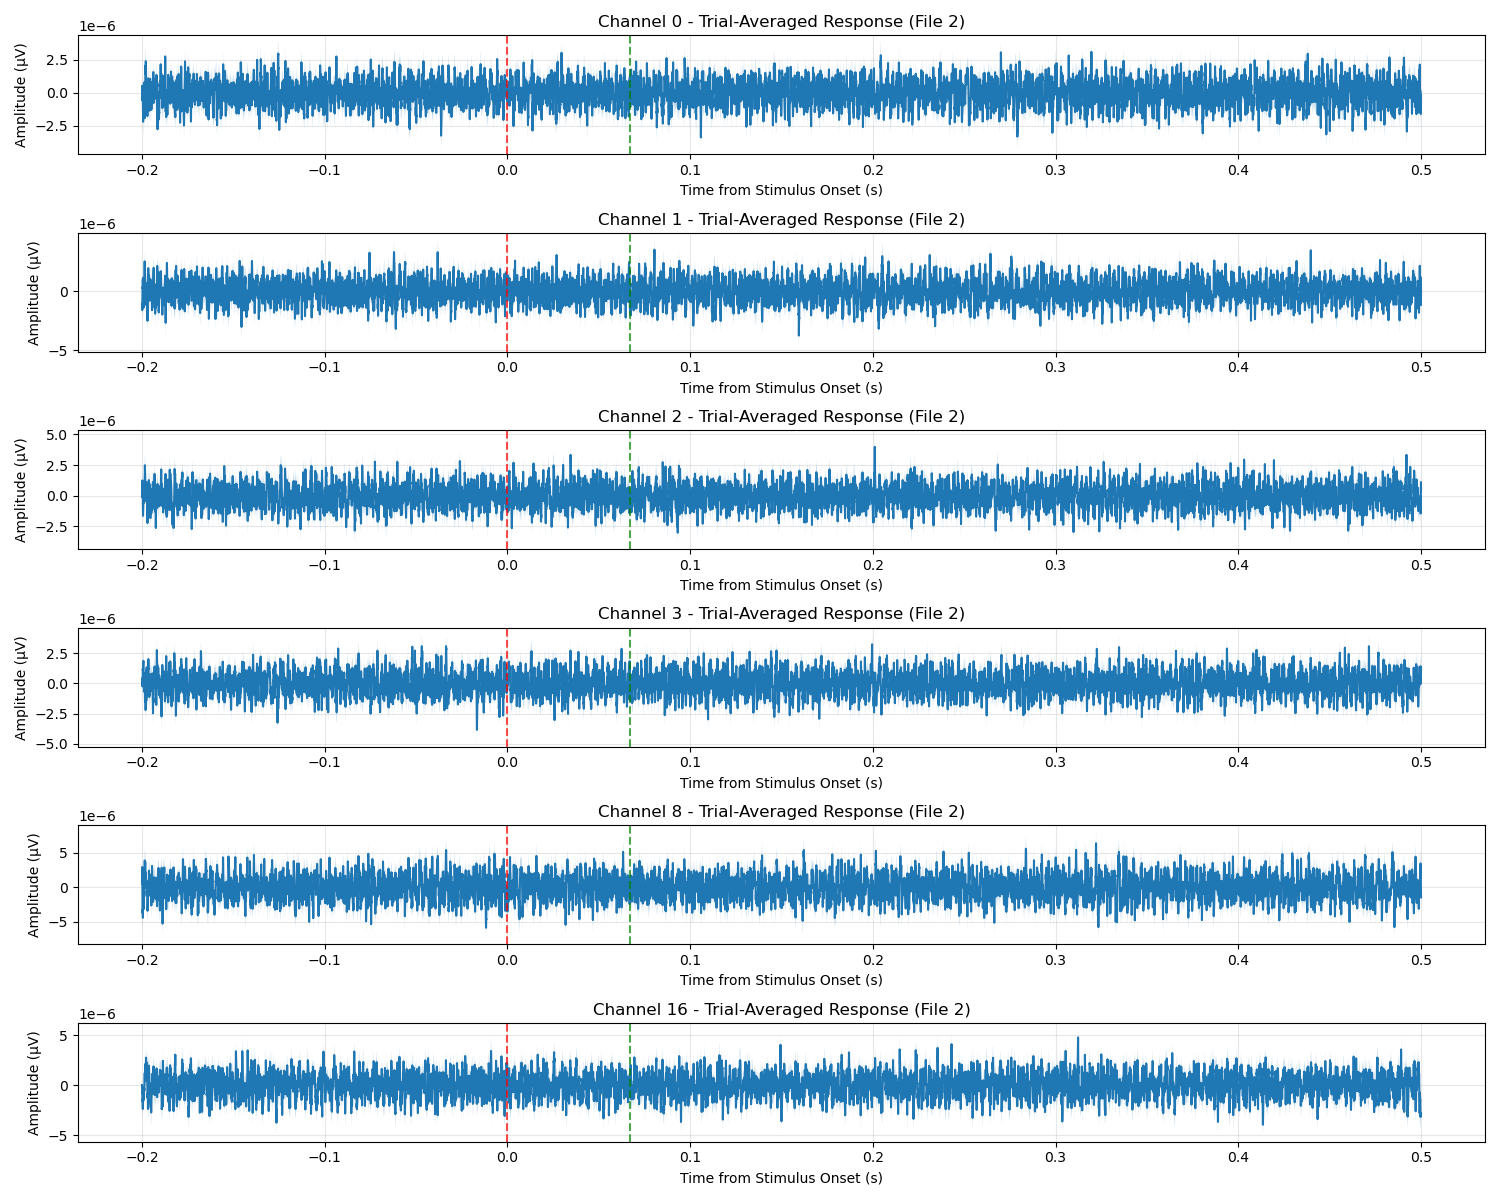 Channel 0 - Trial-Averaged Response (File 2)
1e−6
Amplitude (µV)
2.5
0.0
−2.5
−0.2 −0.1 0.0 0.1 0.2 0.3 0.4 0.5
Time from Stimulus Onset (s)
Channel 1 - Trial-Averaged Response (File 2)
1e−6
Amplitude (µV)
0
−5
−0.2 −0.1 0.0 0.1 0.2 0.3 0.4 0.5
Time from Stimulus Onset (s)
Channel 2 - Trial-Averaged Response (File 2)
1e−6
Amplitude (µV)
5.0
2.5
0.0
−2.5
−0.2 −0.1 0.0 0.1 0.2 0.3 0.4 0.5
Time from Stimulus Onset (s)
Channel 3 - Trial-Averaged Response (File 2)
1e−6
Amplitude (µV)
2.5
0.0
−2.5
−5.0
−0.2 −0.1 0.0 0.1 0.2 0.3 0.4 0.5
Time from Stimulus Onset (s)
Channel 8 - Trial-Averaged Response (File 2)
1e−6
Amplitude (µV)
5
0
−5
−0.2 −0.1 0.0 0.1 0.2 0.3 0.4 0.5
Time from Stimulus Onset (s)
Channel 16 - Trial-Averaged Response (File 2)
1e−6
Amplitude (µV)
5
0
−5
−0.2 −0.1 0.0 0.1 0.2 0.3 0.4 0.5
Time from Stimulus Onset (s)